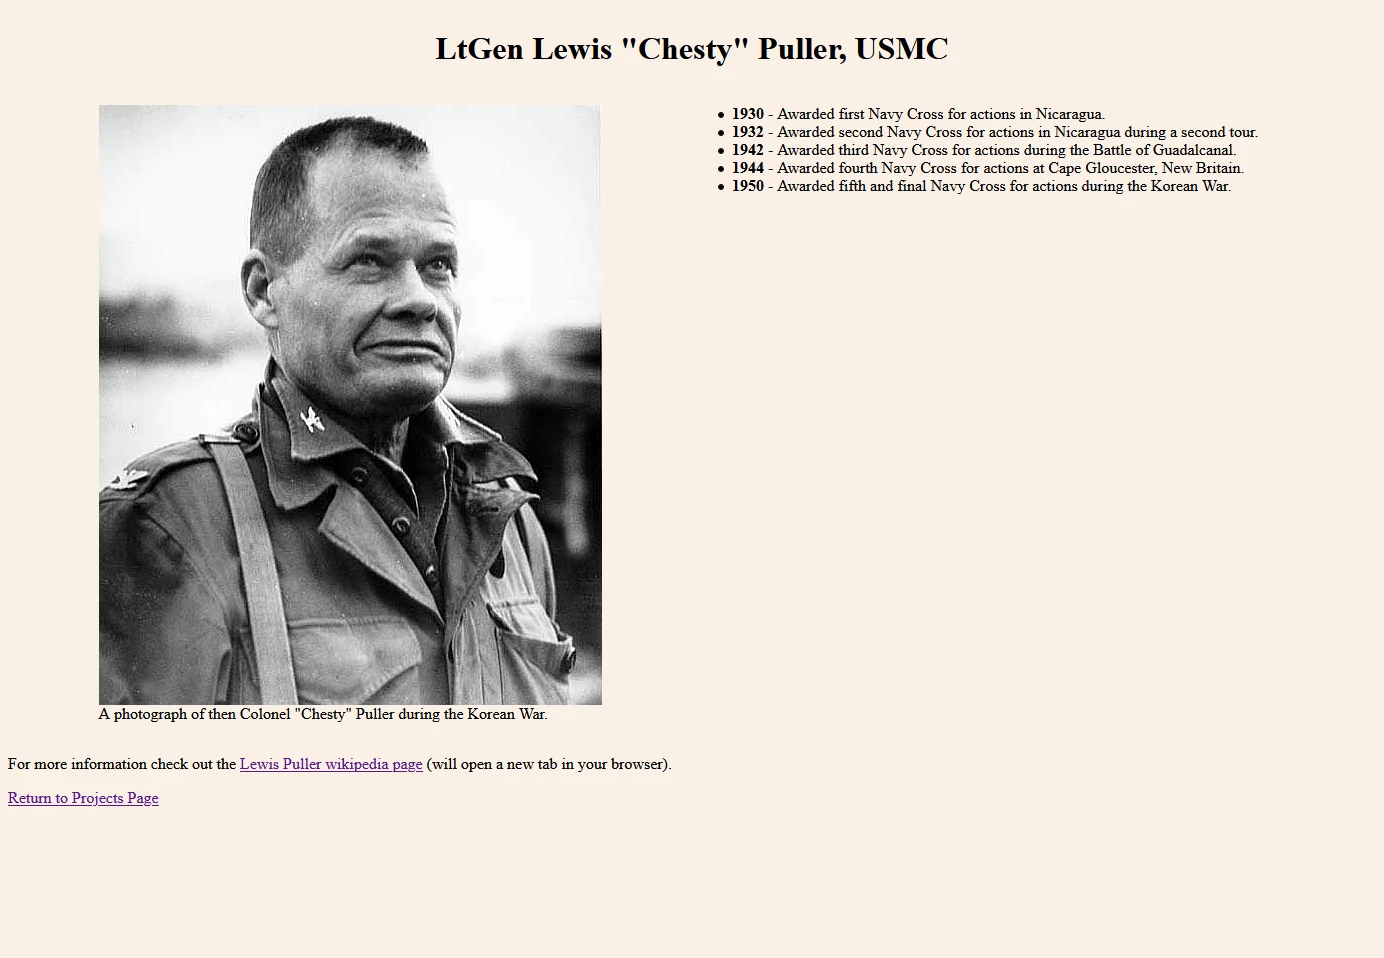 LtGen Lewis "Chesty" Puller, USMC
1930 - Awarded first Navy Cross for actions in Nicaragua.
1932 - Awarded second Navy Cross for actions in Nicaragua during a second tour.
1942 - Awarded third Navy Cross for actions during the Battle of Guadalcanal.
1944 - Awarded fourth Navy Cross for actions at Cape Gloucester, New Britain.
1950 - Awarded fifth and final Navy Cross for actions during the Korean War.
A photograph of then Colonel "Chesty" Puller during the Korean War.
For more information check out the Lewis Puller wikipedia page (will open a new tab in your browser).
Return to Projects Page